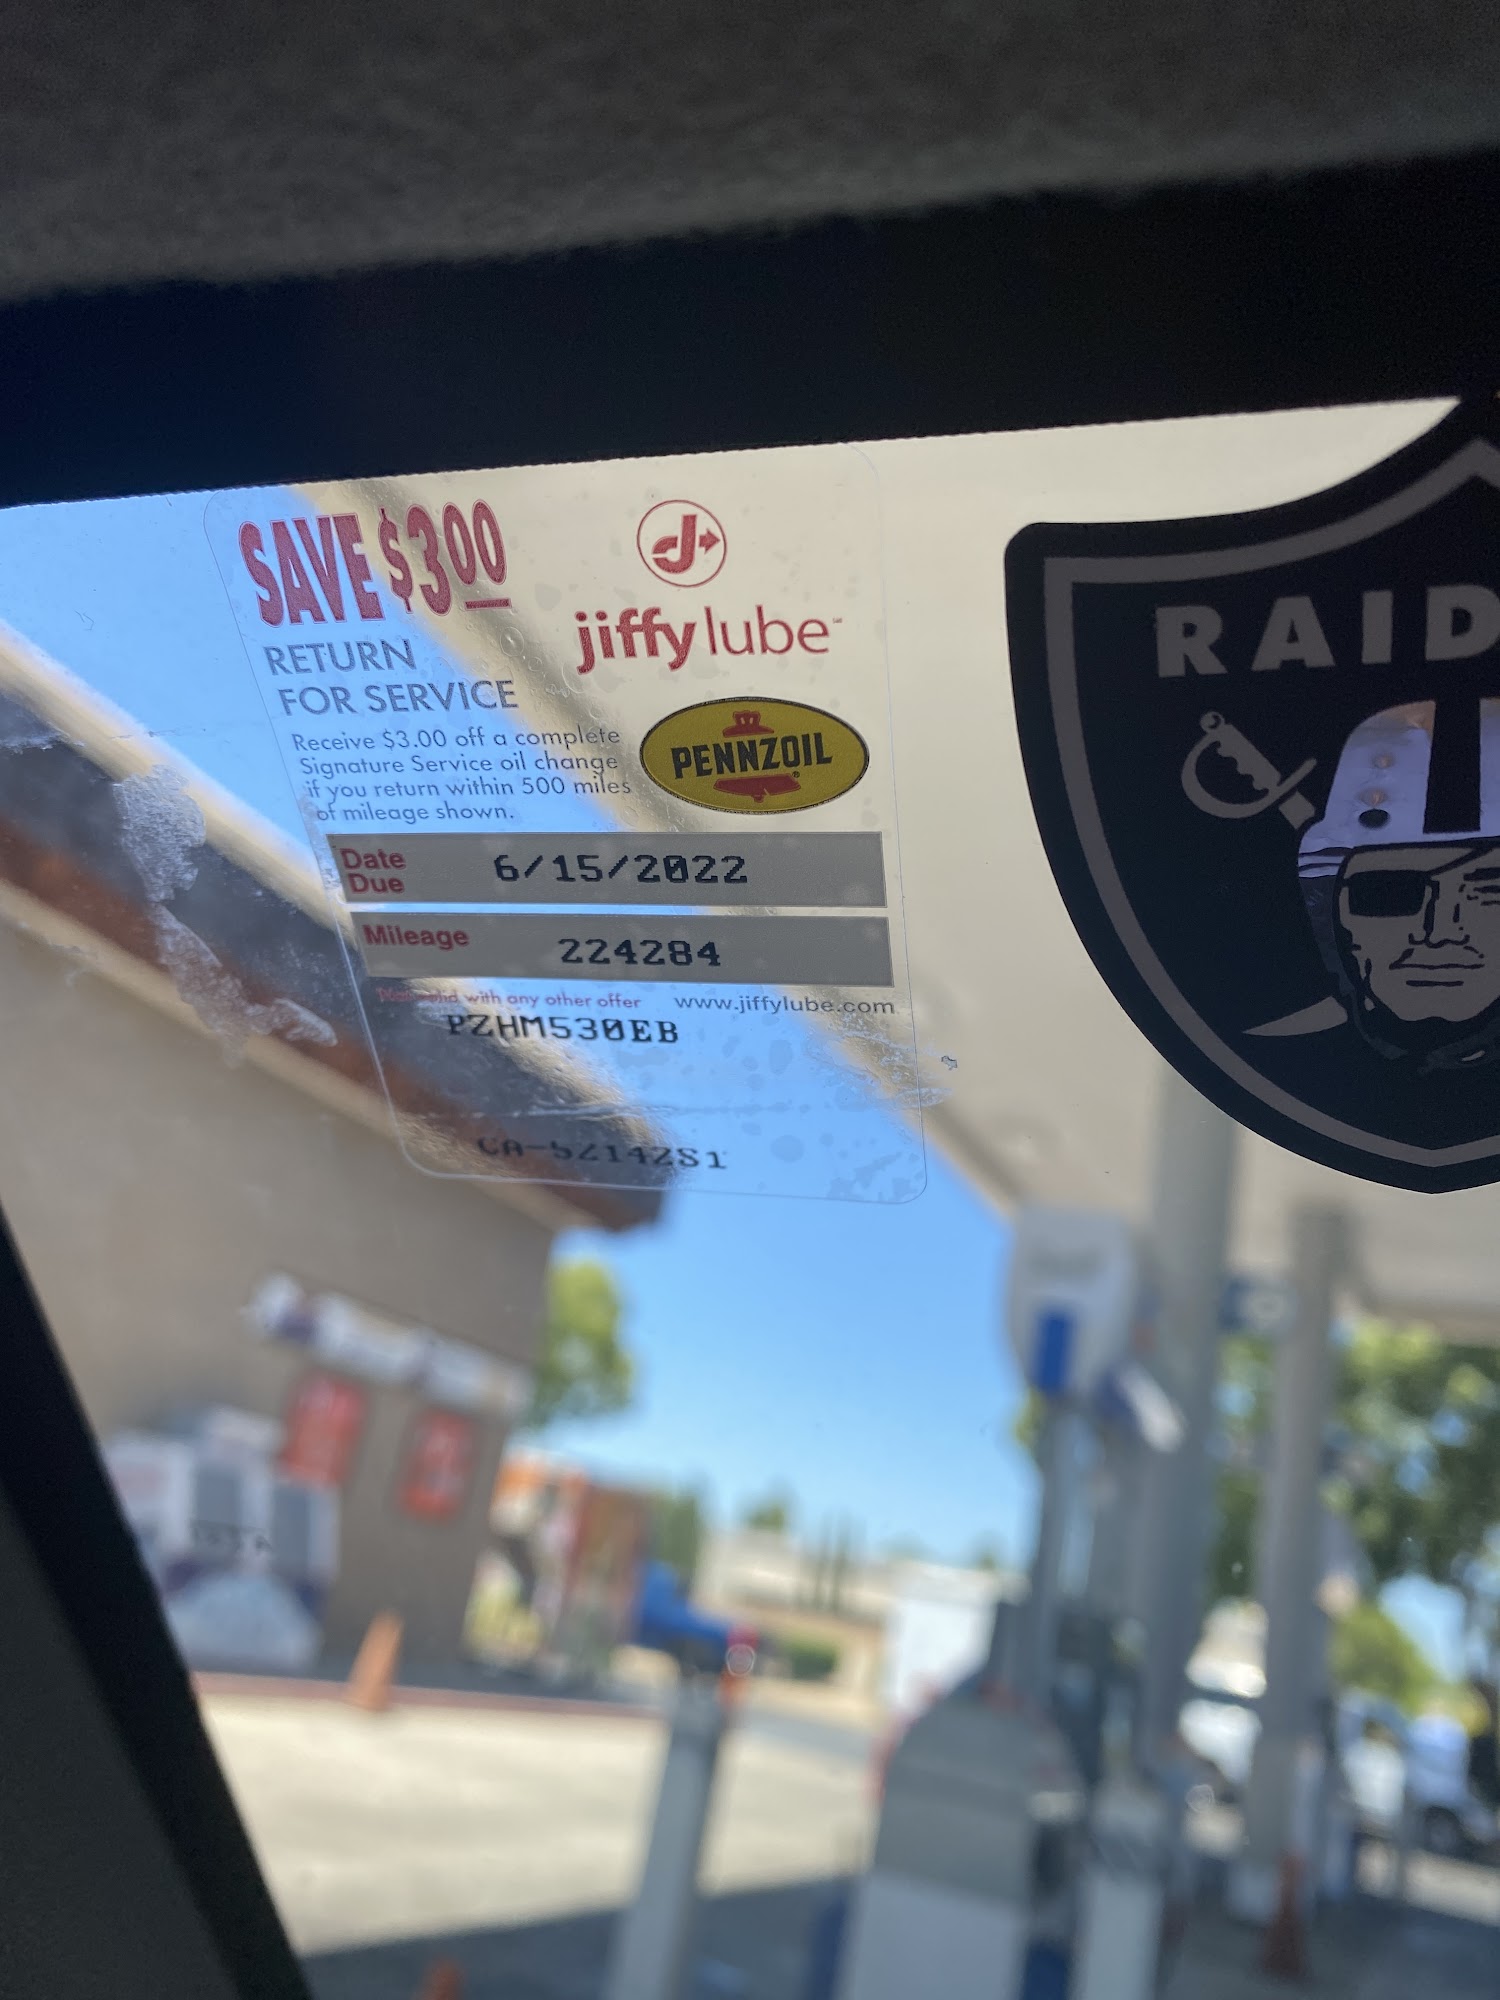 SAVE $3.00
RETURN
FOR SERVICE
Receive $3.00 off a complete
Signature Service oil change
if you return within 500 miles
of mileage shown.
jiffy lube
PENNZOIL
Date
Due
6/15/2022
Mileage
224284
Not valid with any other offer
www.jiffylube.com
PZHM530EB
RAID